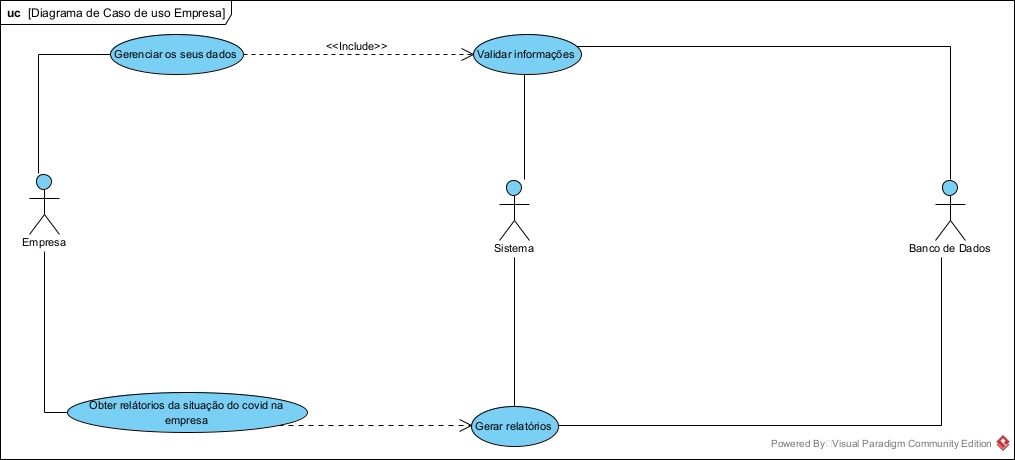 uc [Diagrama de Caso de uso Empresa]
Gerenciar os seus dados
<<Include>>
Validar informações
Empresa
Sistema
Banco de Dados
Obter relátorios da situação do covid na
empresa
Gerar relatórios
Powered By Visual Paradigm Community Edition